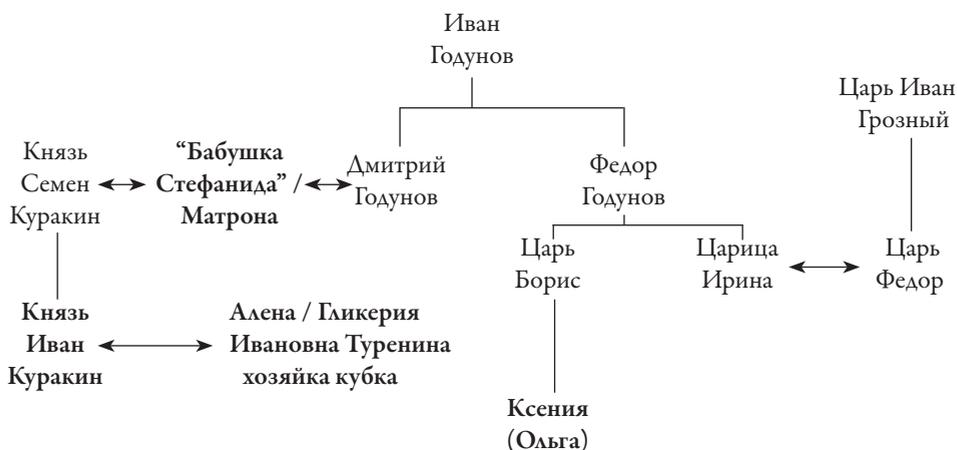 Иван
Годунов
Царь Иван
Грозный
Князь
Семен
Куракин
“Бабушка
Стефанида” /
Матрона
Дмитрий
Годунов
Федор
Годунов
Царь
Борис
Царица
Ирина
Царь
Федор
Князь
Иван
Куракин
Алена / Гликерия
Ивановна Туренина
хозяйка кубка
Ксения
(Ольга)